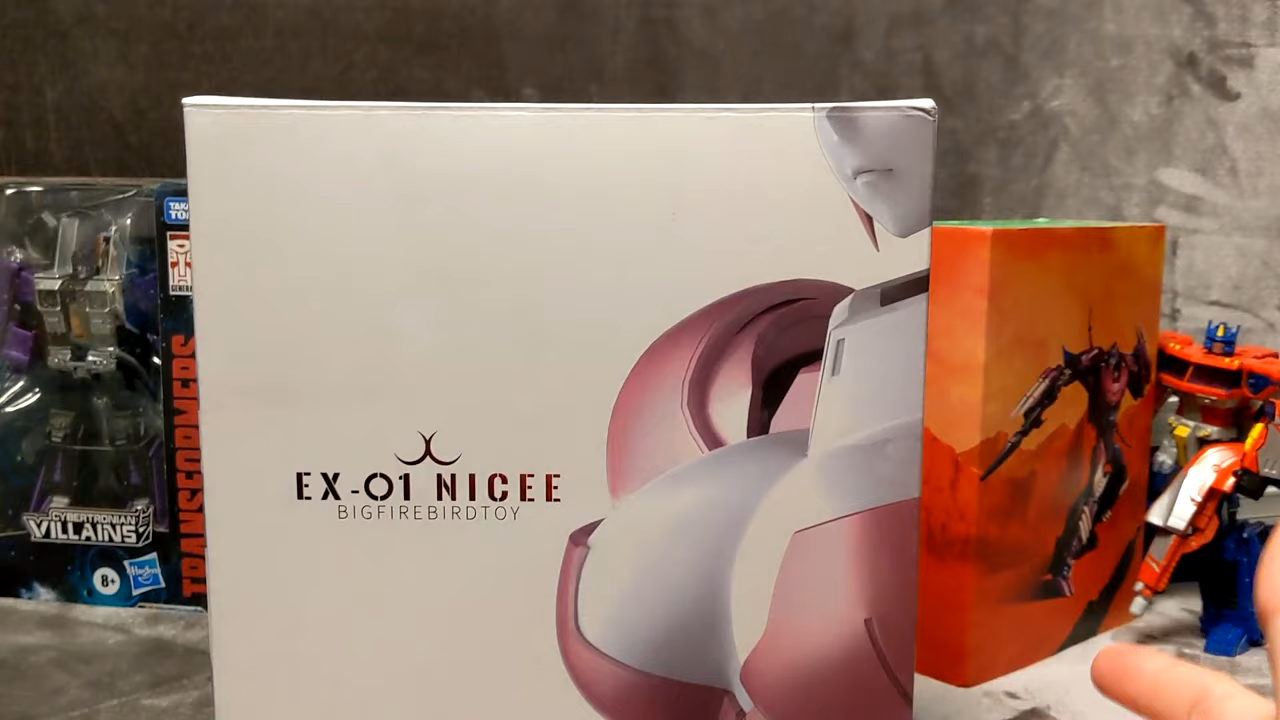 EX-01 NICEE
BIGFIREBIRDTOY
TRANSFORMERS
CYBERTRONIAN
VILLAINS
8+
Hasbro